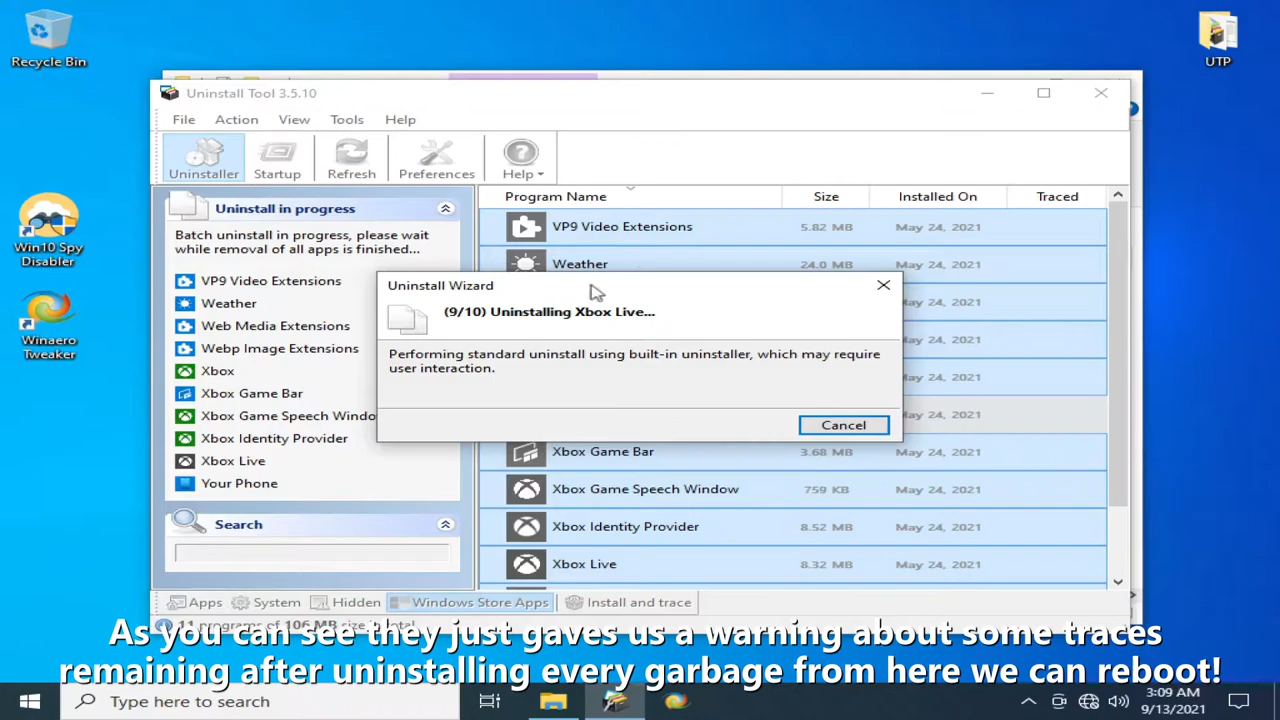 Recycle Bin
UTP
Win10 Spy
Disabler
Winaero
Tweaker
Uninstall Tool 3.5.10
File Action View Tools Help
Uninstaller Startup Refresh Preferences Help
Uninstall in progress
Batch uninstall in progress, please wait
while removal of all apps is finished...
VP9 Video Extensions
Weather
Web Media Extensions
Webp Image Extensions
Xbox
Xbox Game Bar
Xbox Game Speech Windo
Xbox Identity Provider
Xbox Live
Your Phone
Search
Program Name Size Installed On Traced
VP9 Video Extensions 5.82 MB May 24, 2021
Weather 24.0 MB May 24, 2021
ay 24, 2021
ay 24, 2021
ay 24, 2021
ay 24, 2021
Xbox Game Bar 3.68 MB May 24, 2021
Xbox Game Speech Window 759 KB May 24, 2021
Xbox Identity Provider 8.52 MB May 24, 2021
Xbox Live 8.32 MB May 24, 2021
Uninstall Wizard
(9/10) Uninstalling Xbox Live...
Performing standard uninstall using built-in uninstaller, which may require
user interaction.
Cancel
Apps System Hidden Windows Store Apps Install and trace
11 programs of 106 MB size in total
As you can see they just gaves us a warning about some traces
remaining after uninstalling every garbage from here we can reboot!
Type here to search
3:09 AM
9/13/2021